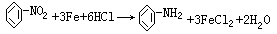 -NO₂ +3Fe+6HCl → -NH₂ +3FeCl₂ +2H₂O